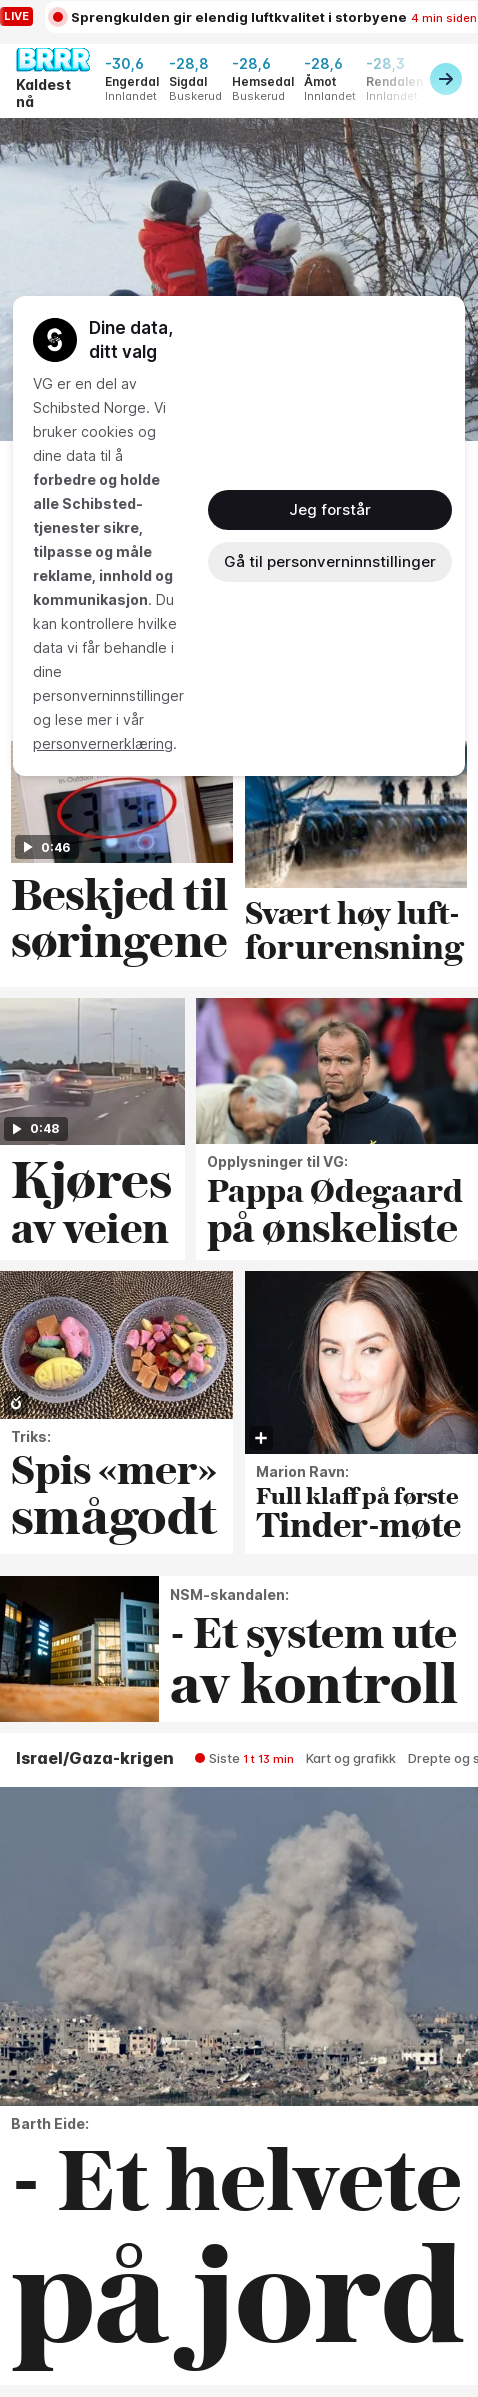 LIVE
Sprengkulden gir elendig luftkvalitet i storbyene 4 min siden
BRRR
Kaldest
nå
-30,6 -28,8 -28,6 -28,6 -28,3
Engerdal Sigdal Hemsedal Åmot Rendalen
Innlandet Buskerud Buskerud Innlandet Innlandet
Dine data,
ditt valg
VG er en del av
Schibsted Norge. Vi
bruker cookies og
dine data til å
forbedre og holde
alle Schibsted-
tjenester sikre,
tilpasse og måle
reklame, innhold og
kommunikasjon. Du
kan kontrollere hvilke
data vi får behandle i
dine
personverninnstillinger
og lese mer i vår
personvernerklæring.
Jeg forstår
Gå til personverninnstillinger
0:46
Beskjed til
søringene
Svært høy luft-
forurensning
0:48
Kjøres
av veien
Opplysninger til VG:
Pappa Ødegaard
på ønskeliste
Triks:
Spis «mer»
smågodt
Marion Ravn:
Full klaff på første
Tinder-møte
NSM-skandalen:
- Et system ute
av kontroll
Israel/Gaza-krigen
Siste 1 t 13 min Kart og grafikk Drepte og s
Barth Eide:
- Et helvete
på jord